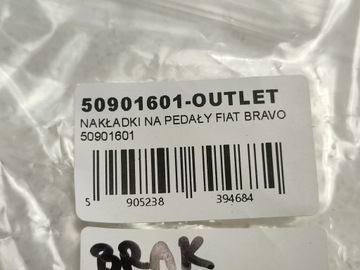 50901601-OUTLET
NAKŁADKI NA PEDAŁY FIAT BRAVO
50901601
5 905238 394684
BRAK